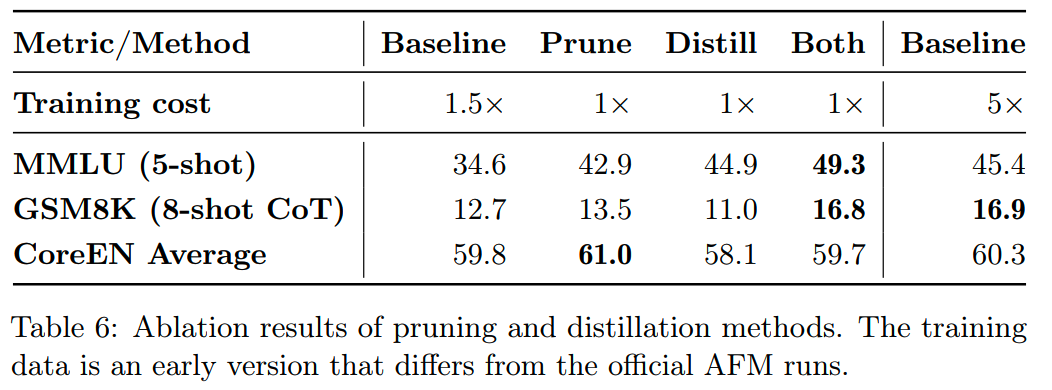 Metric/Method Baseline Prune Distill Both Baseline
Training cost 1.5× 1× 1× 1× 5×
MMLU (5-shot) 34.6 42.9 44.9 49.3 45.4
GSM8K (8-shot CoT) 12.7 13.5 11.0 16.8 16.9
CoreEN Average 59.8 61.0 58.1 59.7 60.3
Table 6: Ablation results of pruning and distillation methods. The training
data is an early version that differs from the official AFM runs.